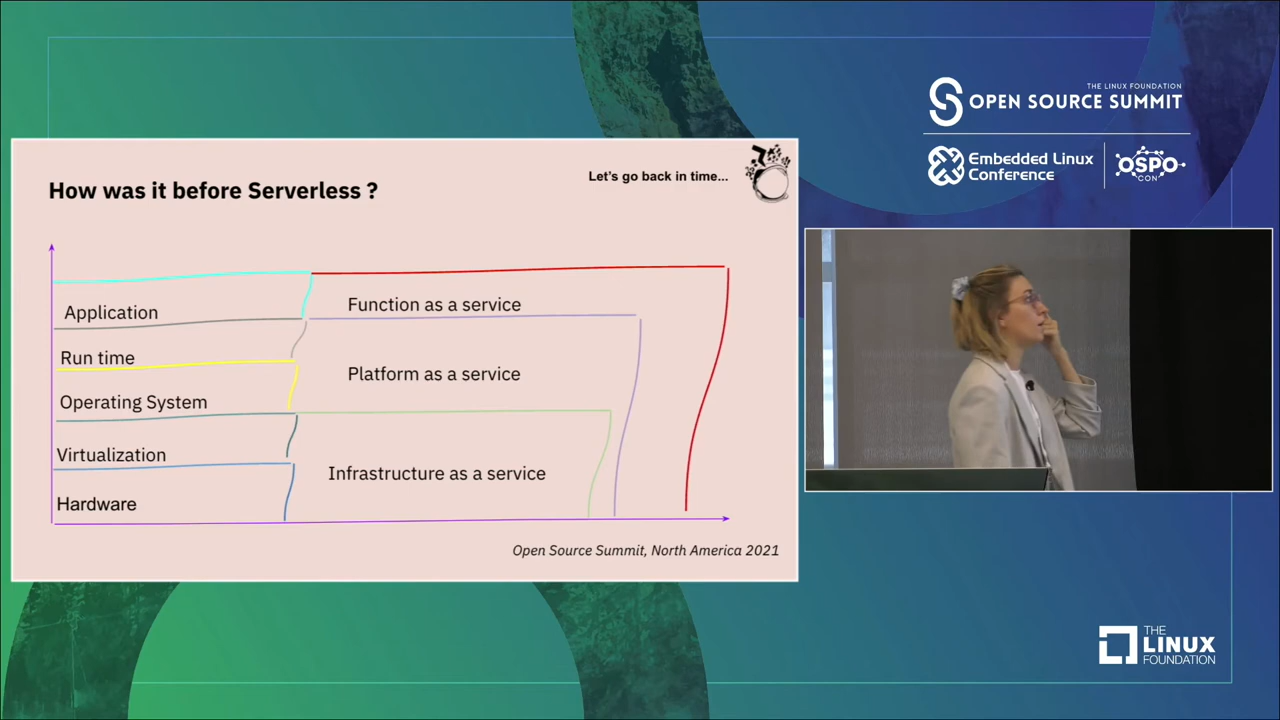 THE LINUX FOUNDATION
OPEN SOURCE SUMMIT
Embedded Linux
Conference
OSPO
CON
How was it before Serverless ?
Let's go back in time...
Application
Function as a service
Run time
Platform as a service
Operating System
Virtualization
Infrastructure as a service
Hardware
Open Source Summit, North America 2021
THE
LINUX
FOUNDATION